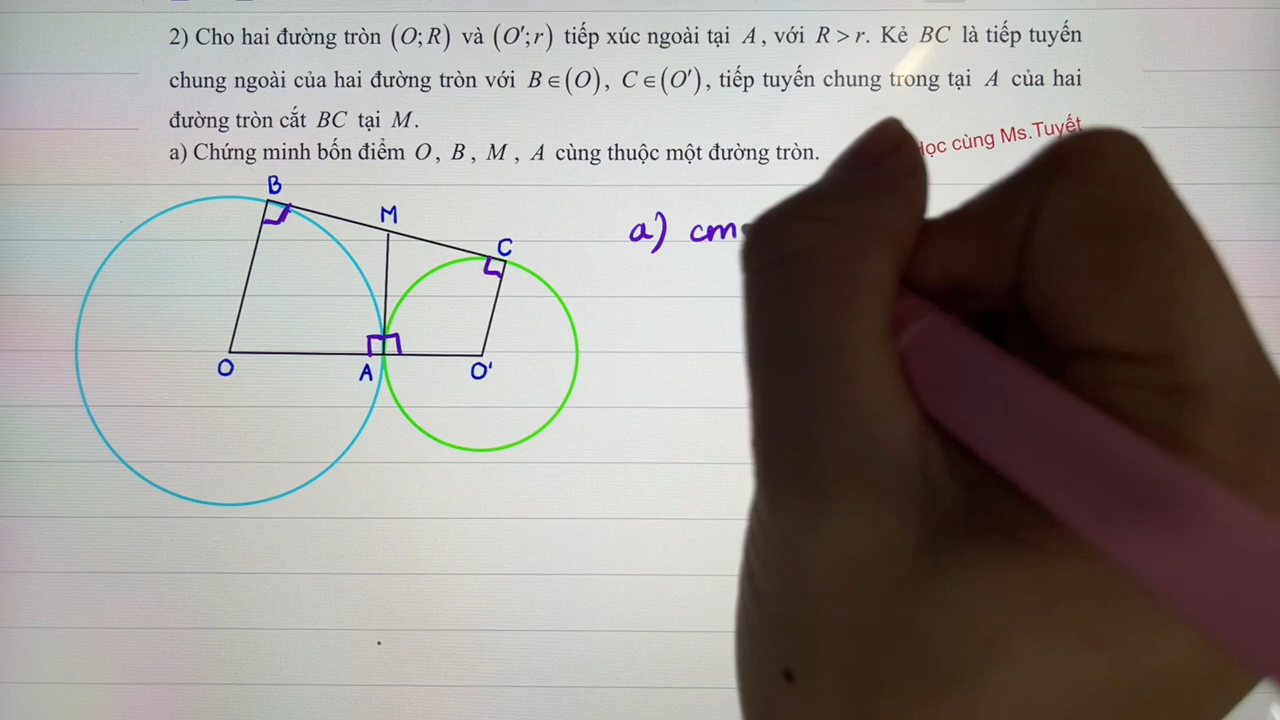 2) Cho hai đường tròn (O;R) và (O';r) tiếp xúc ngoài tại A, với R > r. Kẻ BC là tiếp tuyến
chung ngoài của hai đường tròn với B∈(O), C∈(O'), tiếp tuyến chung trong tại A của hai
đường tròn cắt BC tại M.
a) Chứng minh bốn điểm O, B, M, A cùng thuộc một đường tròn.
học cùng Ms.Tuyết
B
M
a) cm
C
O
A
O'